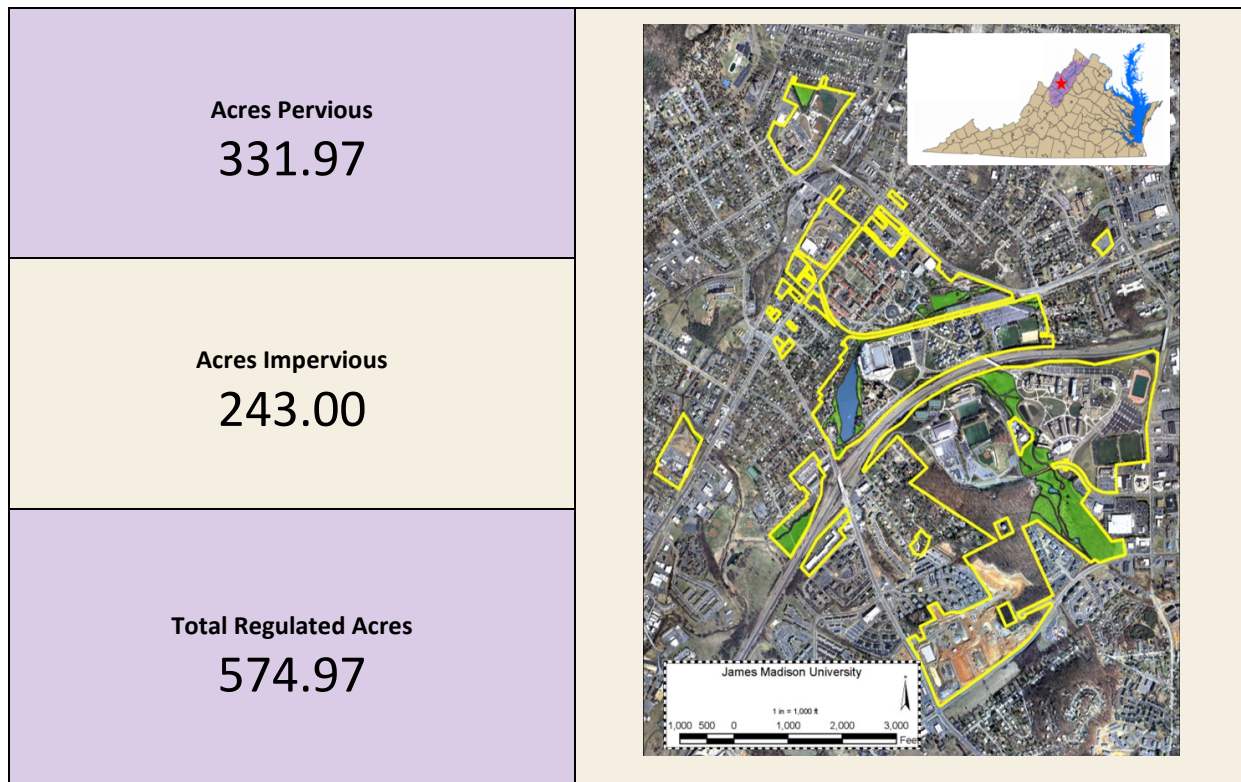 Acres Pervious
331.97
Acres Impervious
243.00
Total Regulated Acres
574.97
James Madison University
1 in = 1,000 ft
1,000 500 0 1,000 2,000 3,000
Feet